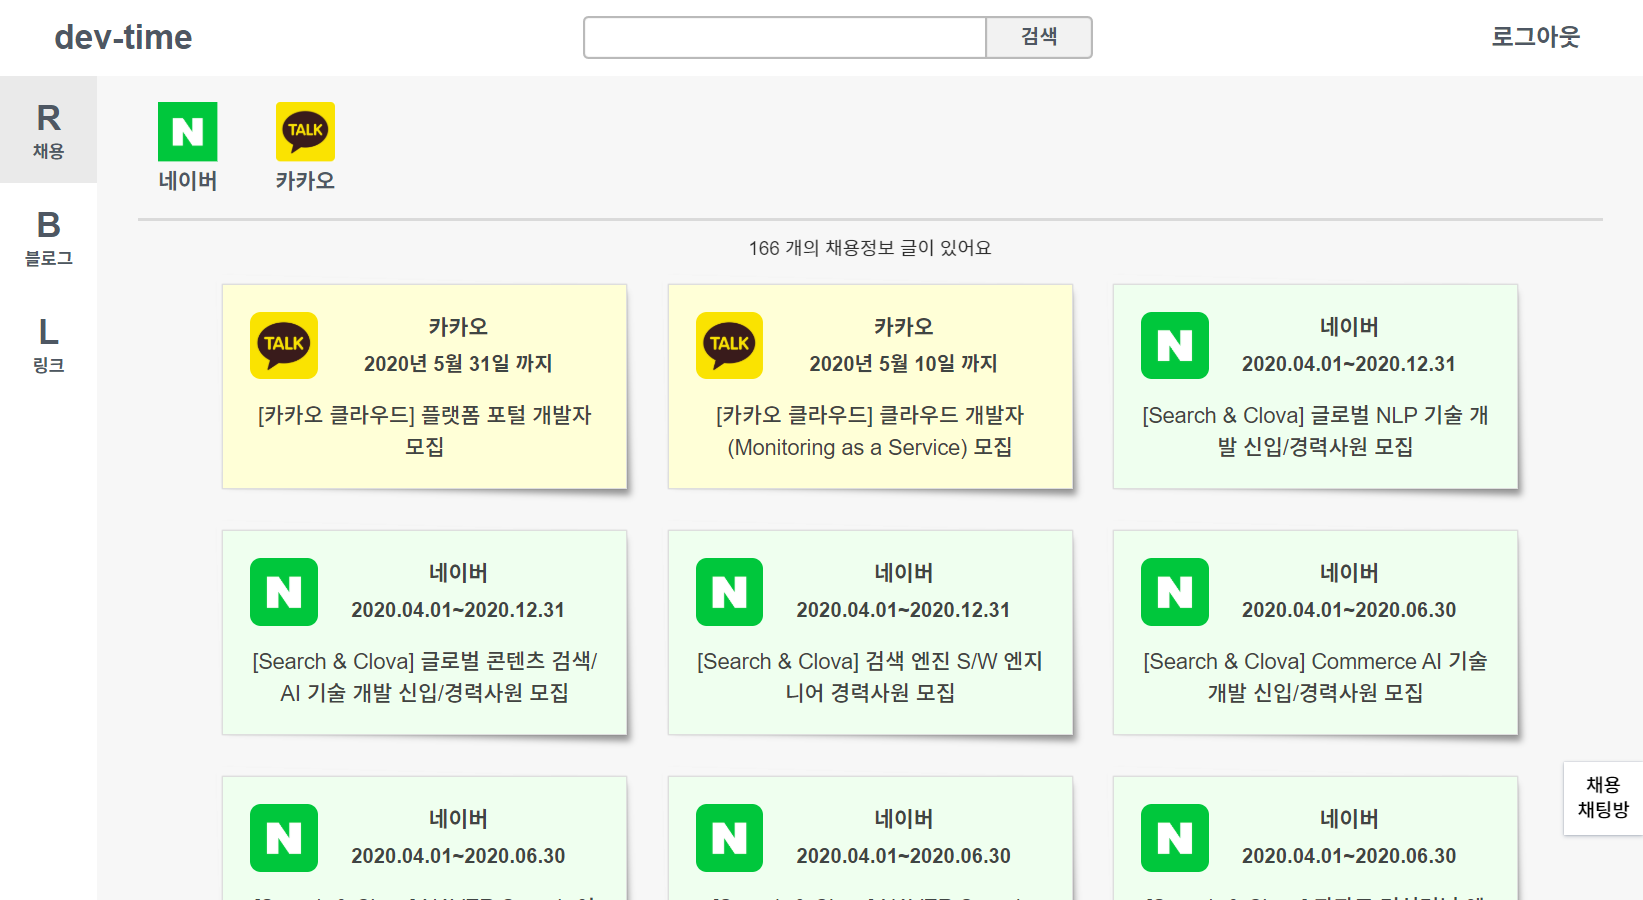 dev-time
검색
로그아웃
R
채용
B
블로그
L
링크
N
네이버
TALK
카카오
166 개의 채용정보 글이 있어요
TALK
카카오
2020년 5월 31일 까지
[카카오 클라우드] 플랫폼 포털 개발자
모집
TALK
카카오
2020년 5월 10일 까지
[카카오 클라우드] 클라우드 개발자
(Monitoring as a Service) 모집
N
네이버
2020.04.01~2020.12.31
[Search & Clova] 글로벌 NLP 기술 개
발 신입/경력사원 모집
N
네이버
2020.04.01~2020.12.31
[Search & Clova] 글로벌 콘텐츠 검색/
AI 기술 개발 신입/경력사원 모집
N
네이버
2020.04.01~2020.12.31
[Search & Clova] 검색 엔진 S/W 엔지
니어 경력사원 모집
N
네이버
2020.04.01~2020.06.30
[Search & Clova] Commerce AI 기술
개발 신입/경력사원 모집
N
네이버
2020.04.01~2020.06.30
N
네이버
2020.04.01~2020.06.30
N
네이버
2020.04.01~2020.06.30
채용
채팅방